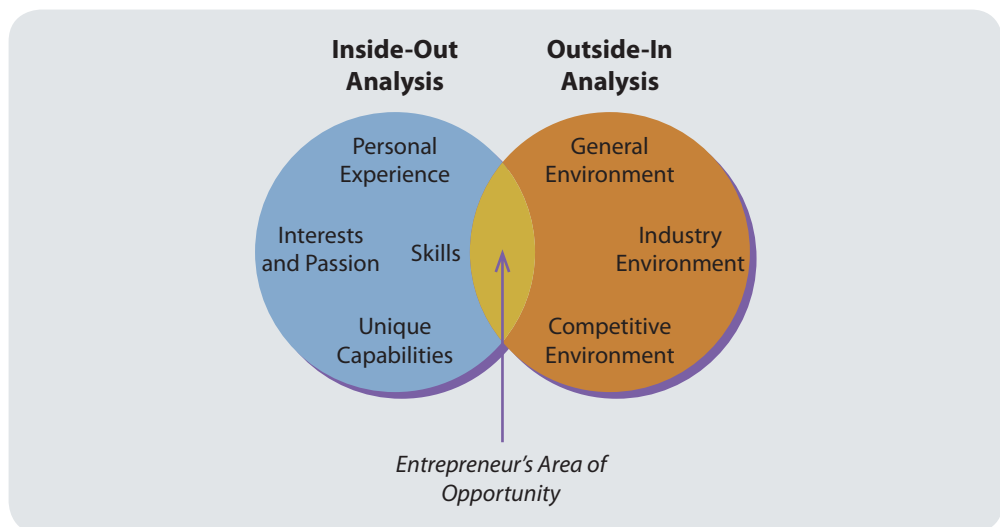 Inside-Out
Analysis
Outside-In
Analysis
Personal
Experience
Interests
and Passion
Skills
Unique
Capabilities
General
Environment
Industry
Environment
Competitive
Environment
Entrepreneur's Area of
Opportunity